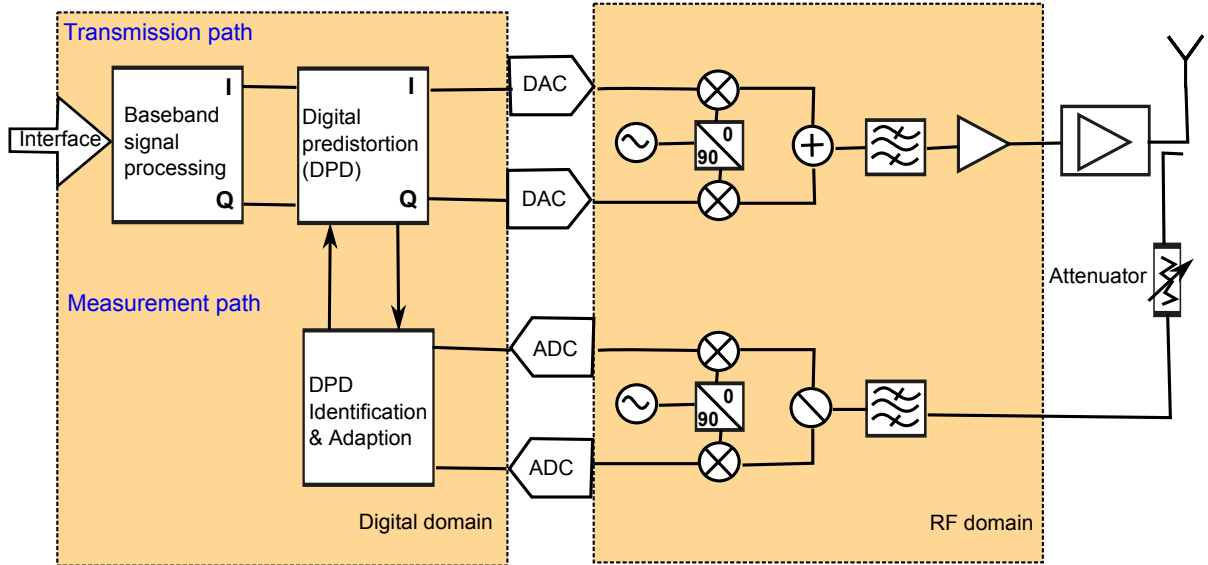 Transmission path
Interface
Baseband
signal
processing
I
Q
Digital
predistortion
(DPD)
I
Q
DAC
DAC
0
90
Measurement path
DPD
Identification
& Adaption
ADC
ADC
0
90
Attenuator
Digital domain
RF domain